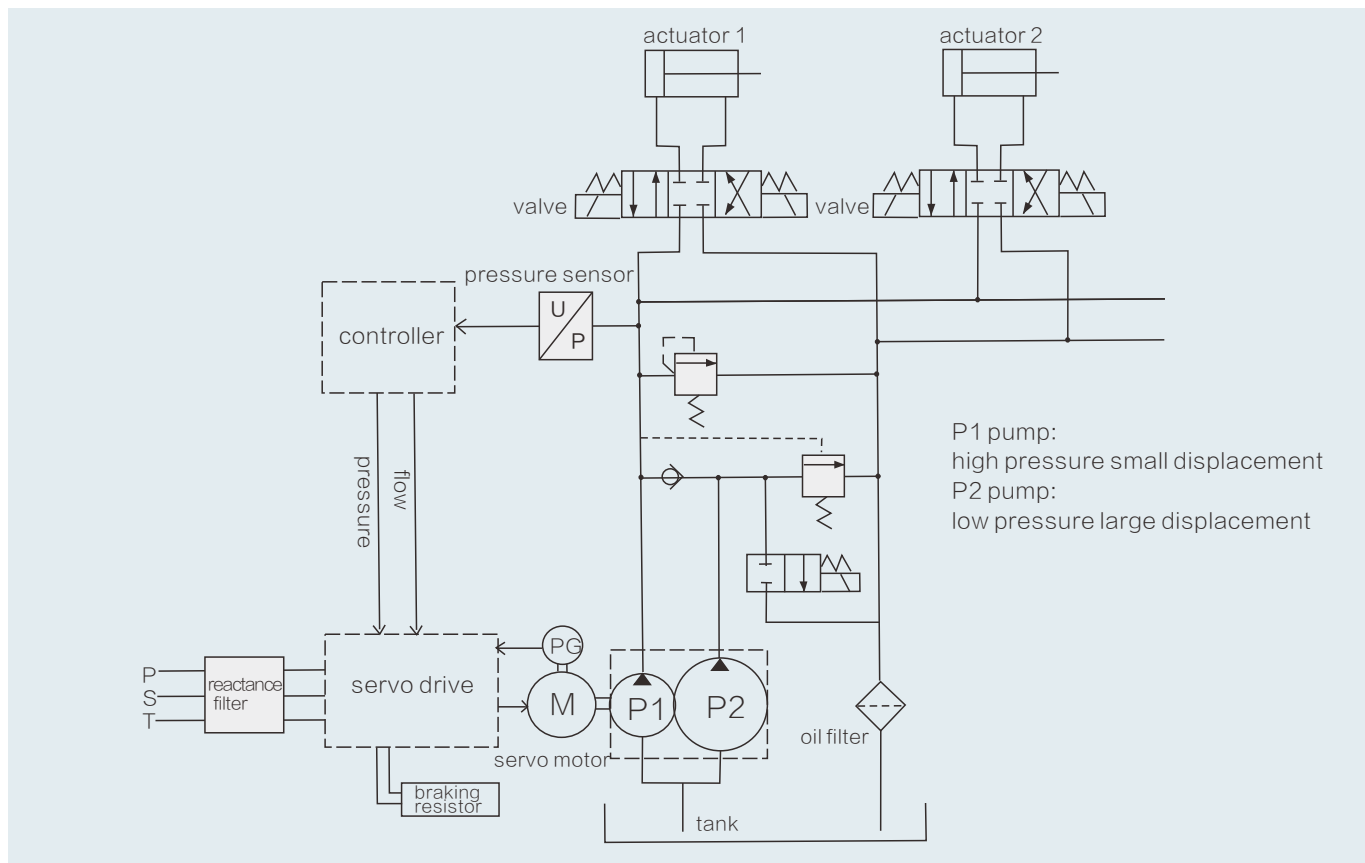 actuator 1
actuator 2
valve
valve
pressure sensor
U
P
controller
P1 pump:
high pressure small displacement
P2 pump:
low pressure large displacement
pressure
flow
PG
P
S
T
reactance
filter
servo drive
M
P1
P2
servo motor
oil filter
braking
resistor
tank